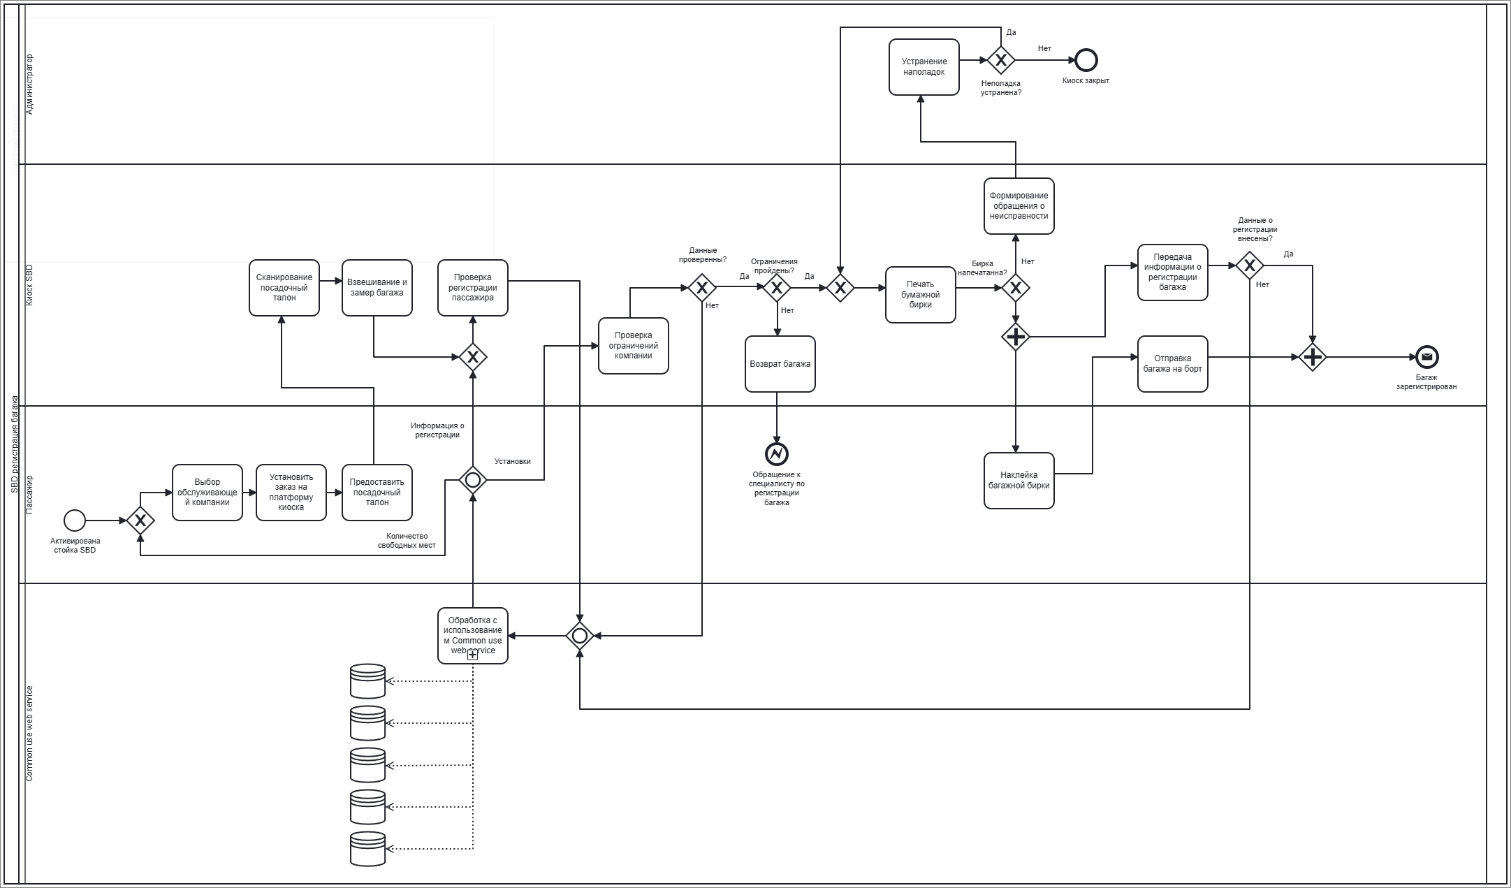 SBD регистрация багажа
Администратор
Устранение
наполадок
Да
Неполадка
устранена?
Нет
Киоск закрыт
Киоск SBD
Сканирование
посадочный
талон
Взвешивание и
замер багажа
Проверка
регистрации
пассажира
Проверка
ограничений
компании
Данные
проверенны?
Да
Нет
Ограничения
пройдены?
Да
Нет
Возврат багажа
Печать
бумажной
бирки
Бирка
напечатанна?
Нет
Формирование
обращения о
неисправности
Передача
информации о
регистрации
багажа
Данные о
регистрации
внесены?
Да
Нет
Отправка
багажа на борт
Багаж
зарегистрирован
Пассажир
Активирована
стойка SBD
Выбор
обслуживающе
й компании
Установить
заказ на
платформу
киоска
Предоставить
посадочный
талон
Информация о
регистрации
Установки
Количество
свободных мест
Обращение к
специалисту по
регистрации
багажа
Наклейка
багажной бирки
Common use web service
Обработка с
использование
м Common use
web service